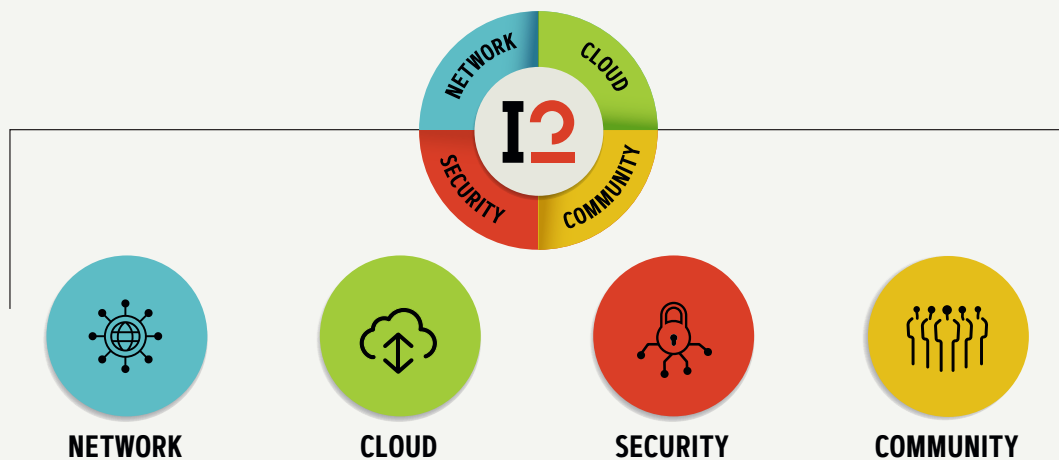 NETWORK
CLOUD
SECURITY
COMMUNITY
I2
NETWORK
CLOUD
SECURITY
COMMUNITY